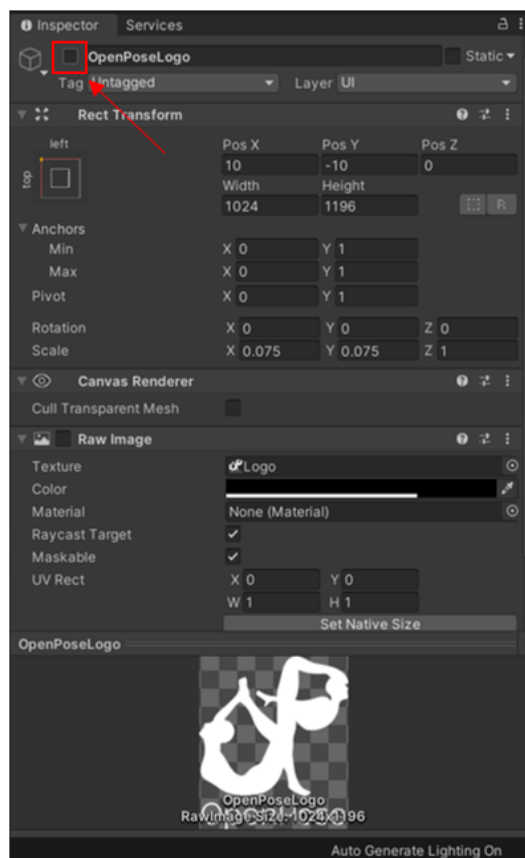 Inspector Services
OpenPoseLogo Static
Tag Untagged Layer UI
Rect Transform
left
top
Pos X Pos Y Pos Z
10 -10 0
Width Height
1024 1196
R
Anchors
Min X 0 Y 1
Max X 0 Y 1
Pivot X 0 Y 1
Rotation X 0 Y 0 Z 0
Scale X 0.075 Y 0.075 Z 1
Canvas Renderer
Cull Transparent Mesh
Raw Image
Texture Logo
Color
Material None (Material)
Raycast Target
Maskable
UV Rect X 0 Y 0
W 1 H 1
Set Native Size
OpenPoseLogo
OpenPoseLogo
RawImage Size: 1024x1196
OpenPose
Auto Generate Lighting On